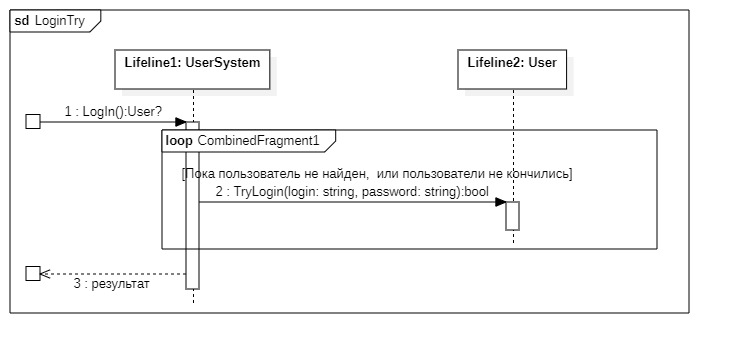 sd LoginTry
Lifeline1: UserSystem
Lifeline2: User
1 : LogIn():User?
loop CombinedFragment1
[Пока пользователь не найден, или пользователи не кончились]
2 : TryLogin(login: string, password: string):bool
3 : результат